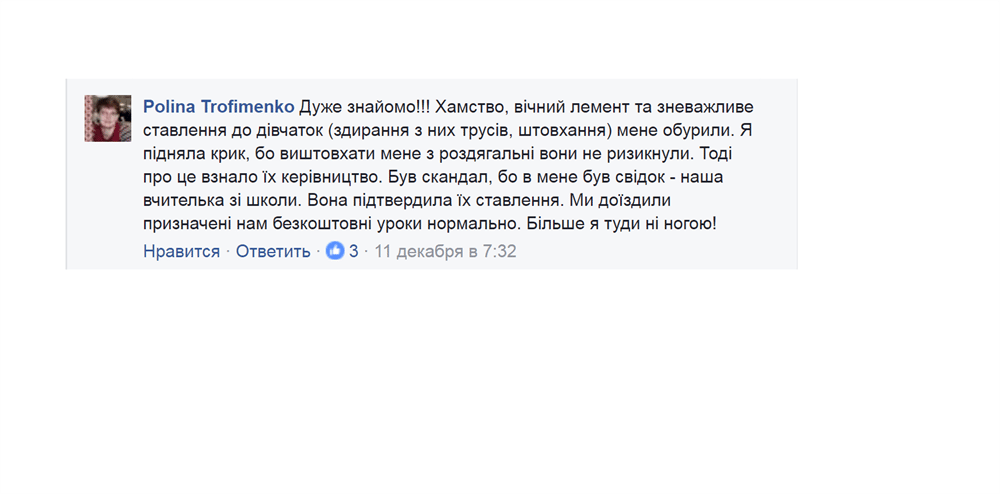 Polina Trofimenko Дуже знайомо!!! Хамство, вічний лемент та зневажливе
ставлення до дівчаток (здирання з них трусів, штовхання) мене обурили. Я
підняла крик, бо виштовхати мене з роздягальні вони не ризикнули. Тоді
про це взнало їх керівництво. Був скандал, бо в мене був свідок - наша
вчителька зі школи. Вона підтвердила їх ставлення. Ми доїздили
призначені нам безкоштовні уроки нормально. Більше я туди ні ногою!
Нравится · Ответить · 3 · 11 декабря в 7:32